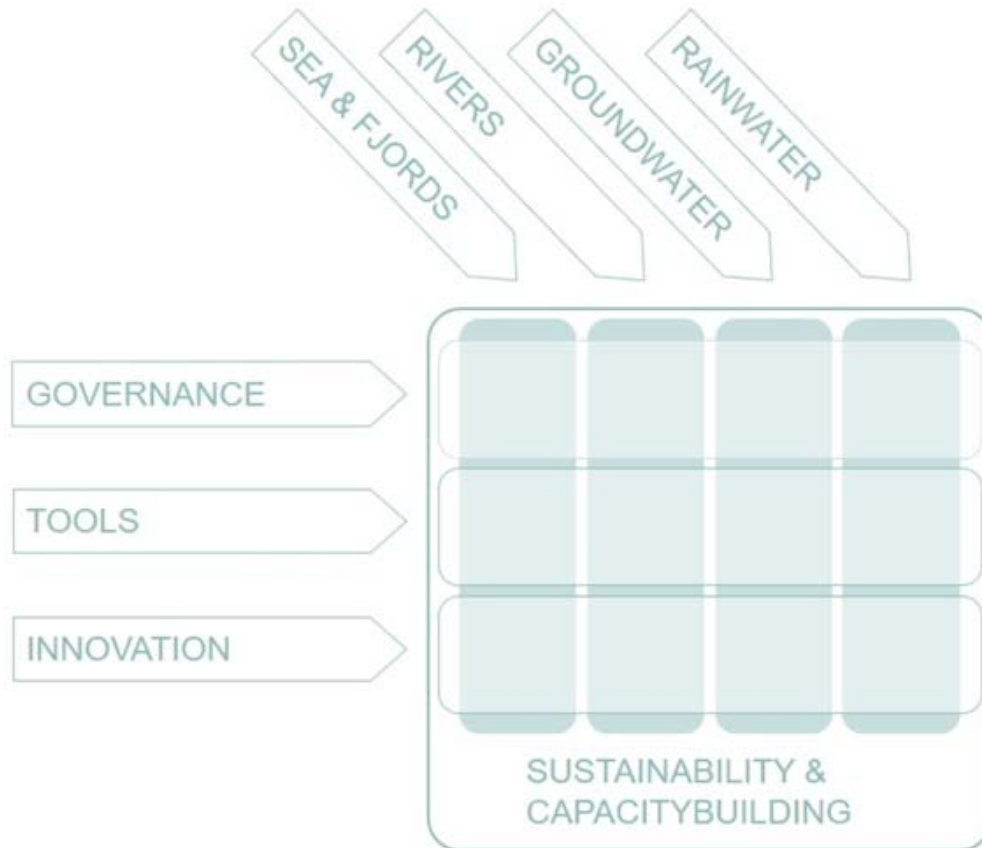 SEA & FJORDS
RIVERS
GROUNDWATER
RAINWATER
GOVERNANCE
TOOLS
INNOVATION
SUSTAINABILITY &
CAPACITYBUILDING